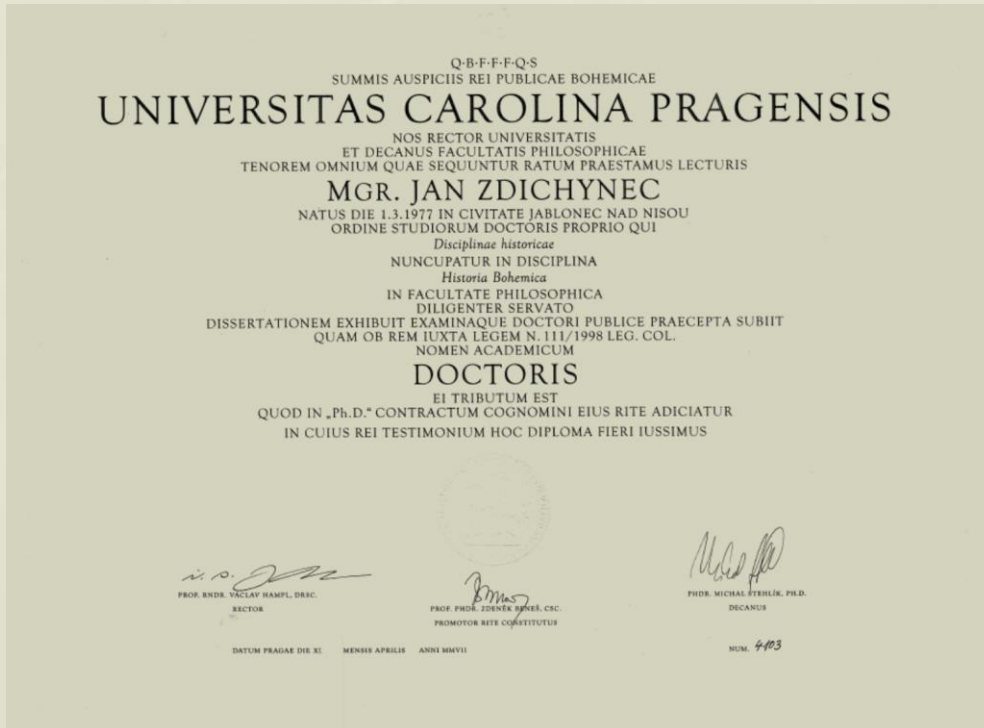 Q·B·F·F·F·Q·S
SUMMIS AUSPICIIS REI PUBLICAE BOHEMICAE
UNIVERSITAS CAROLINA PRAGENSIS
NOS RECTOR UNIVERSITATIS
ET DECANUS FACULTATIS PHILOSOPHICAE
TENOREM OMNIUM QUAE SEQUUNTUR RATUM PRAESTAMUS LECTURIS
MGR. JAN ZDICHYNEC
NATUS DIE 1.3.1977 IN CIVITATE JABLONEC NAD NISOU
ORDINE STUDIORUM DOCTORIS PROPRIO QUI
Disciplinae historicae
NUNCUPATUR IN DISCIPLINA
Historia Bohemica
IN FACULTATE PHILOSOPHICA
DILIGENTER SERVATO
DISSERTATIONEM EXHIBUIT EXAMINAQUE DOCTORI PUBLICE PRAECEPTA SUBIIT
QUAM OB REM IUXTA LEGEM N. 111/1998 LEG. COL.
NOMEN ACADEMICUM
DOCTORIS
EI TRIBUTUM EST
QUOD IN „Ph.D.“ CONTRACTUM COGNOMINI EIUS RITE ADICIATUR
IN CUIUS REI TESTIMONIUM HOC DIPLOMA FIERI IUSSIMUS
PROF. RNDR. VÁCLAV HAMPL, DRSC.
RECTOR
PROF. PHDR. ZDENĚK BENEŠ, CSC.
PROMOTOR RITE CONSTITUTUS
PHDR. MICHAL STEHLÍK, PH.D.
DECANUS
DATUM PRAGAE DIE XI. MENSIS APRILIS ANNI MMVII
NUM. 4103